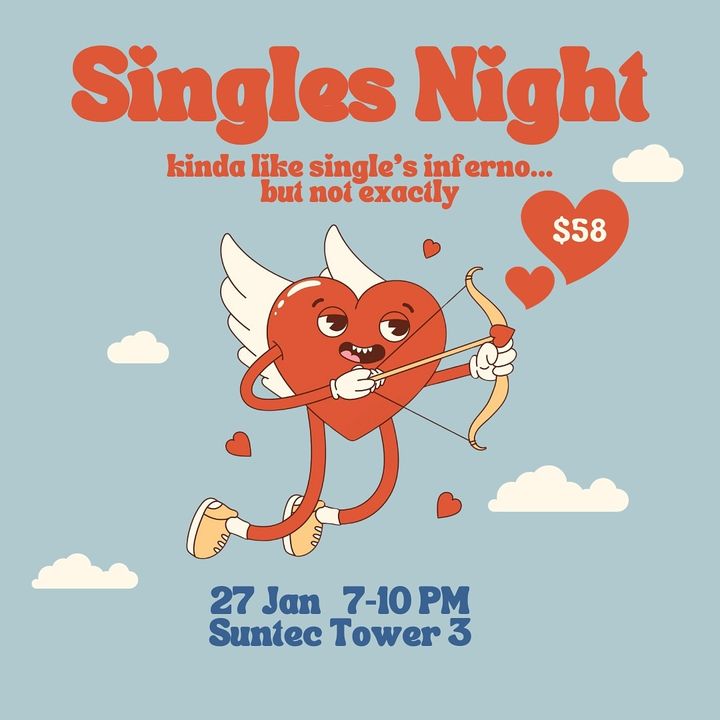 Singles Night
kinda like single's inferno...
but not exactly
$58
27 Jan 7-10 PM
Suntec Tower 3